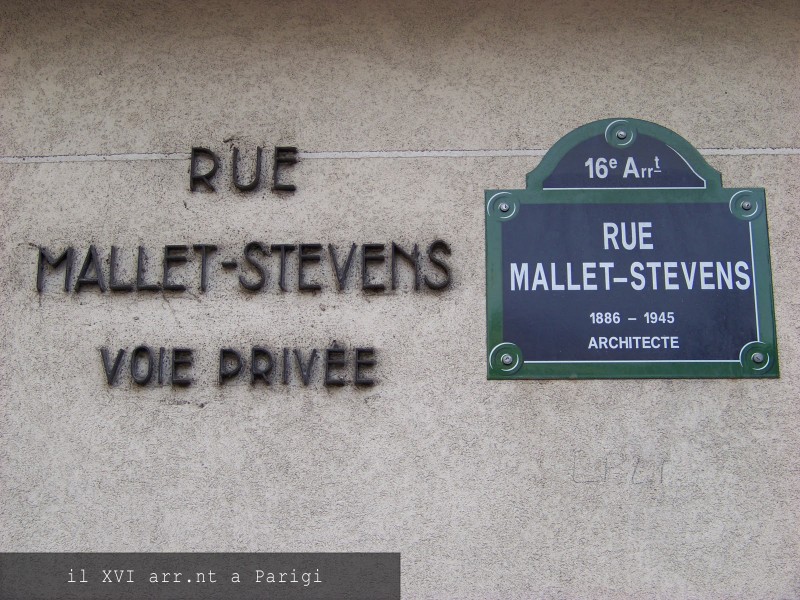 RUE
MALLET-STEVENS
VOIE PRIVÉE
16e Arrt
RUE
MALLET-STEVENS
1886 - 1945
ARCHITECTE
il XVI arr.nt a Parigi